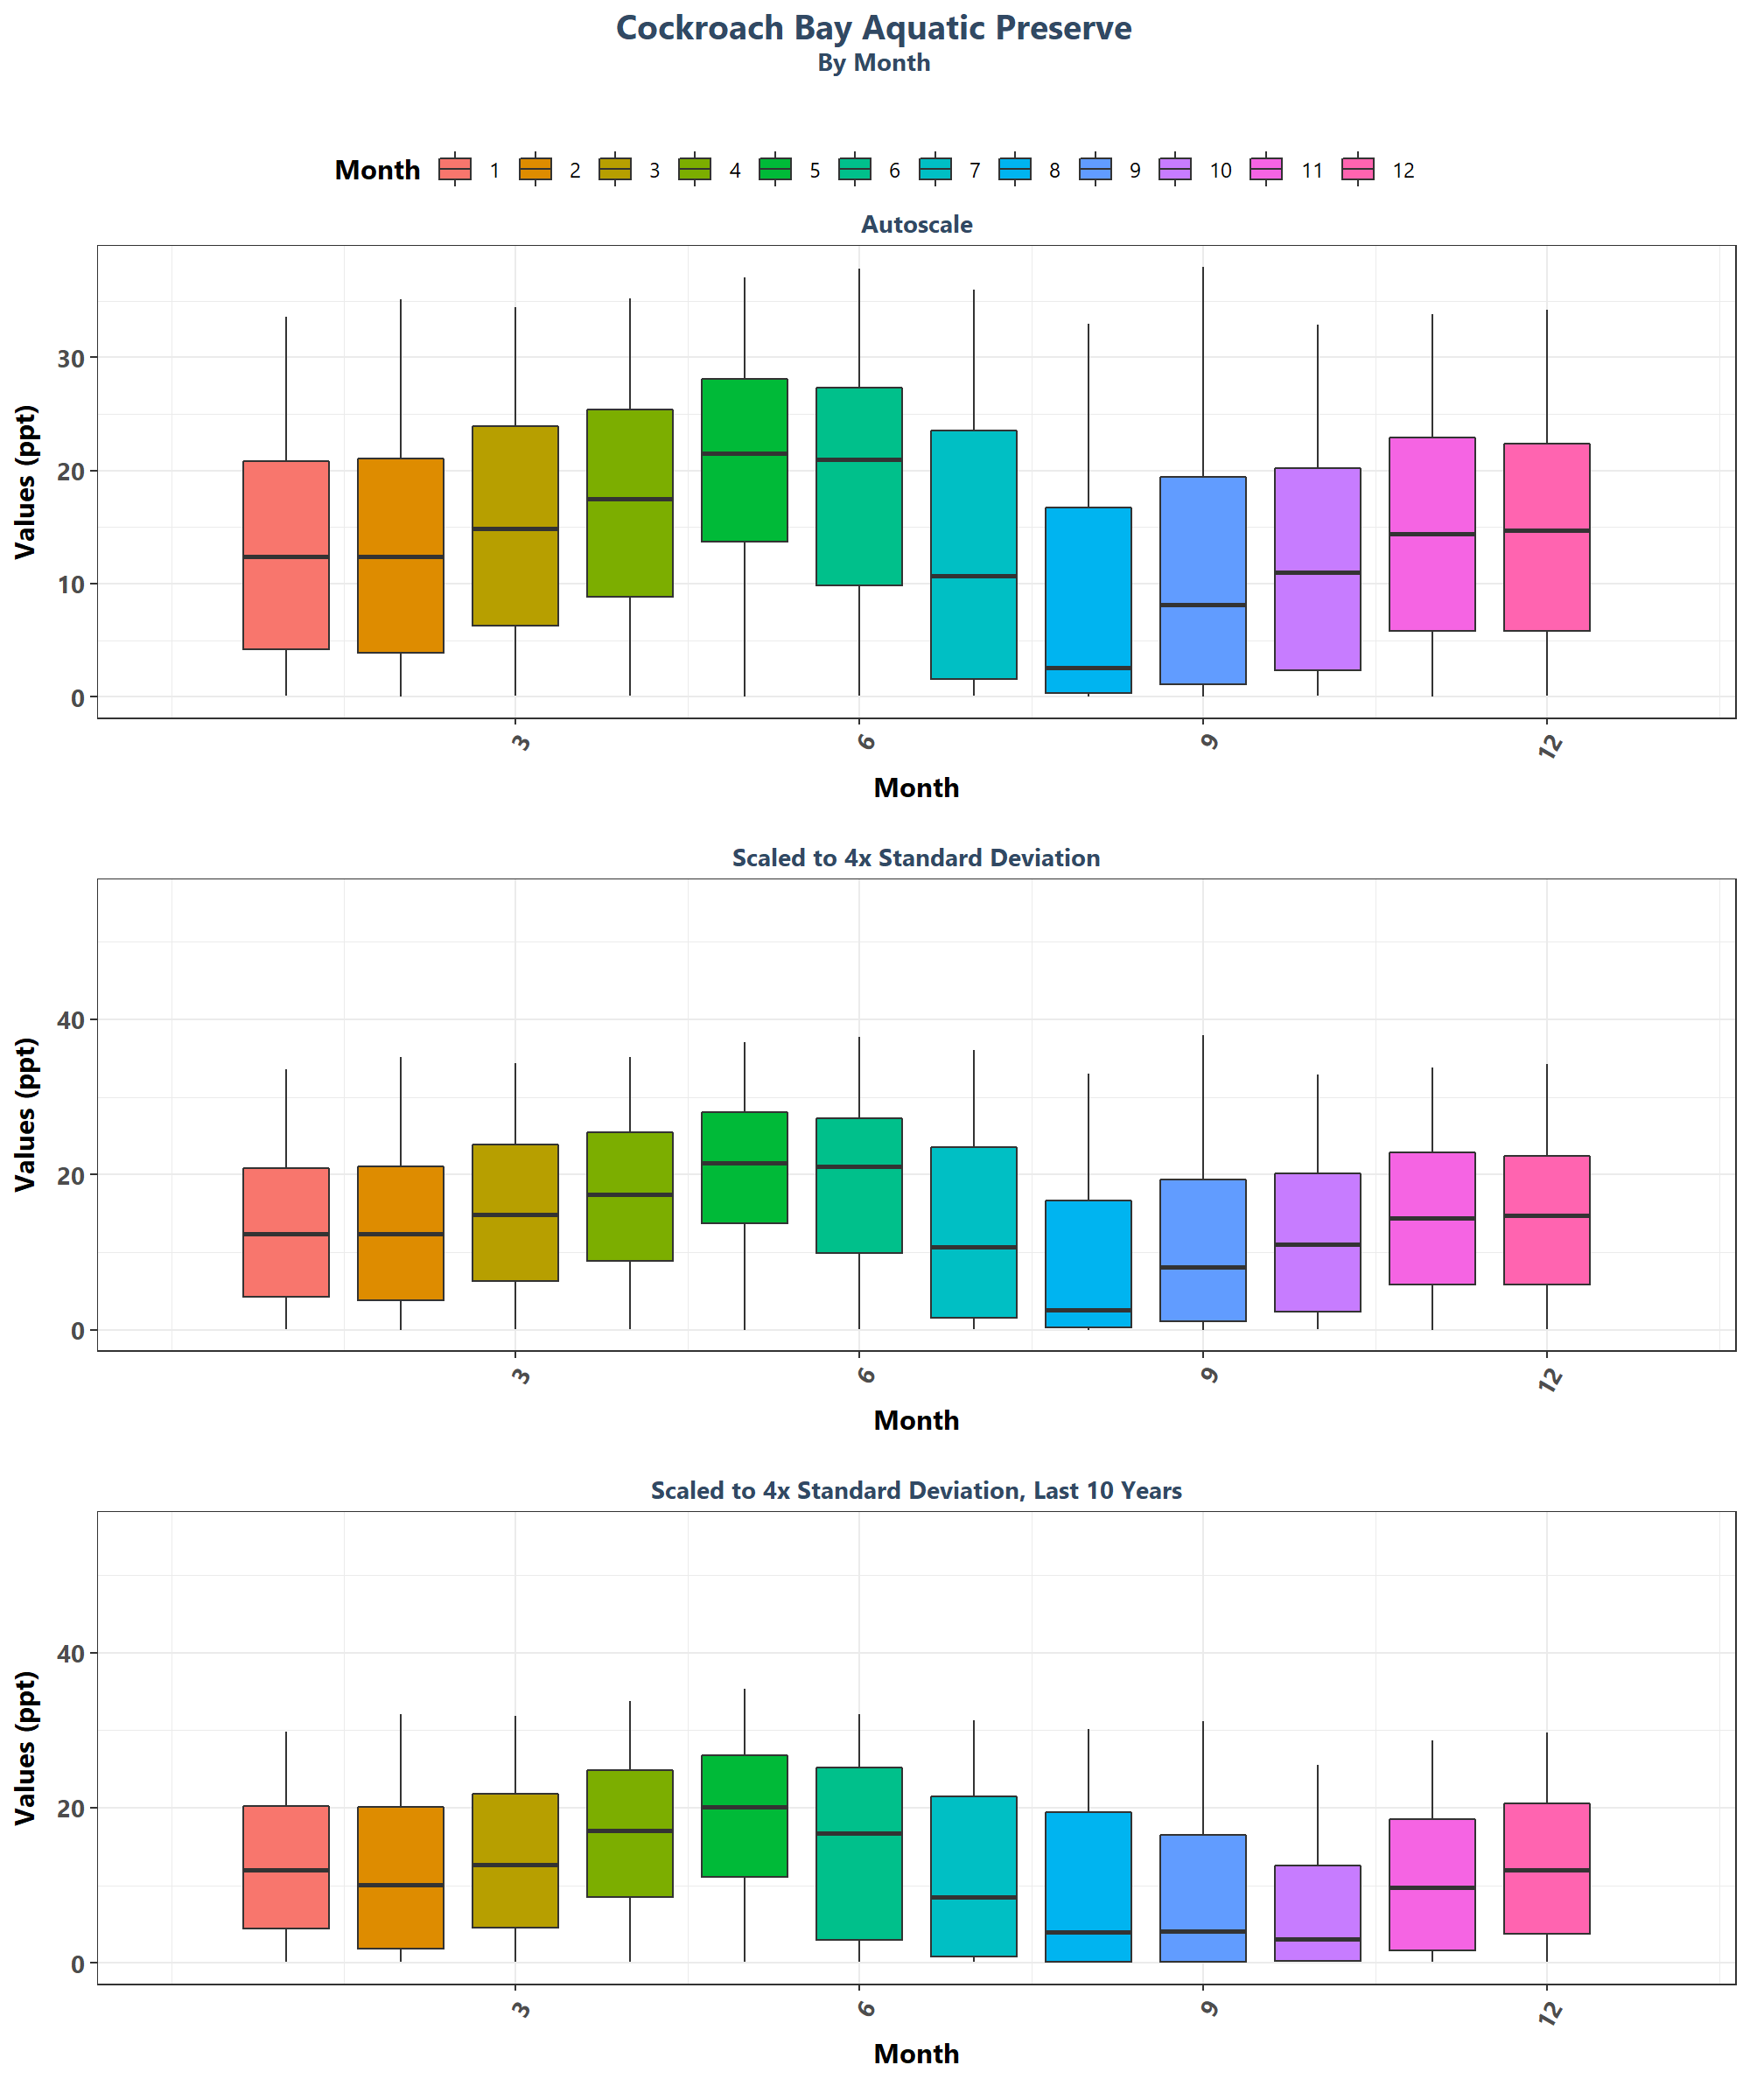 Cockroach Bay Aquatic Preserve
By Month
Month 1 2 3 4 5 6 7 8 9 10 11 12
Autoscale
Values (ppt)
30
20
10
0
3 6 9 12
Month
Scaled to 4x Standard Deviation
Values (ppt)
40
20
0
3 6 9 12
Month
Scaled to 4x Standard Deviation, Last 10 Years
Values (ppt)
40
20
0
3 6 9 12
Month